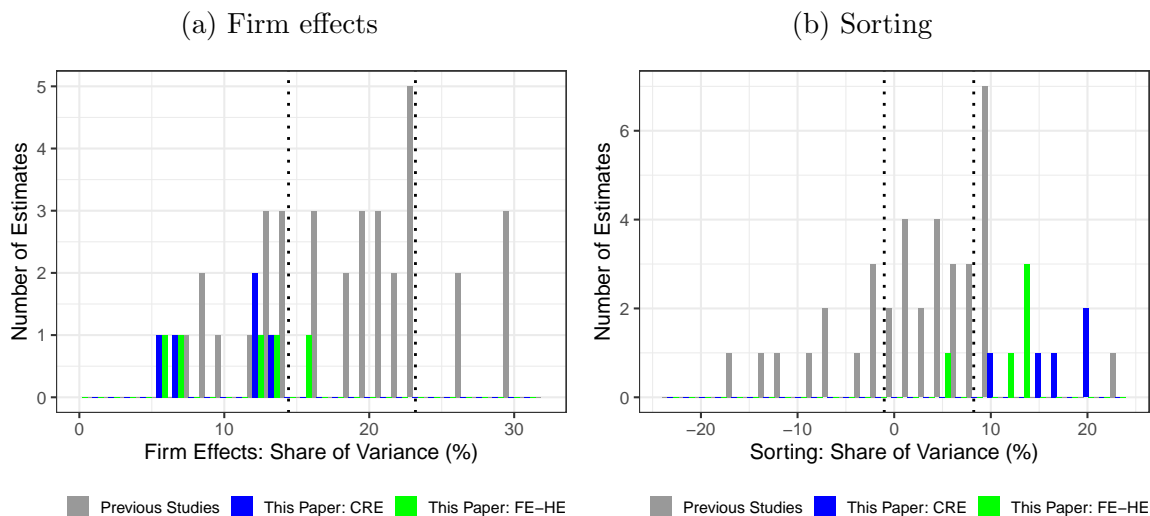 (a) Firm effects
5
4
3
2
1
0
Number of Estimates
0 10 20 30
Firm Effects: Share of Variance (%)
Previous Studies This Paper: CRE This Paper: FE−HE
(b) Sorting
6
4
2
0
Number of Estimates
−20 −10 0 10 20
Sorting: Share of Variance (%)
Previous Studies This Paper: CRE This Paper: FE−HE